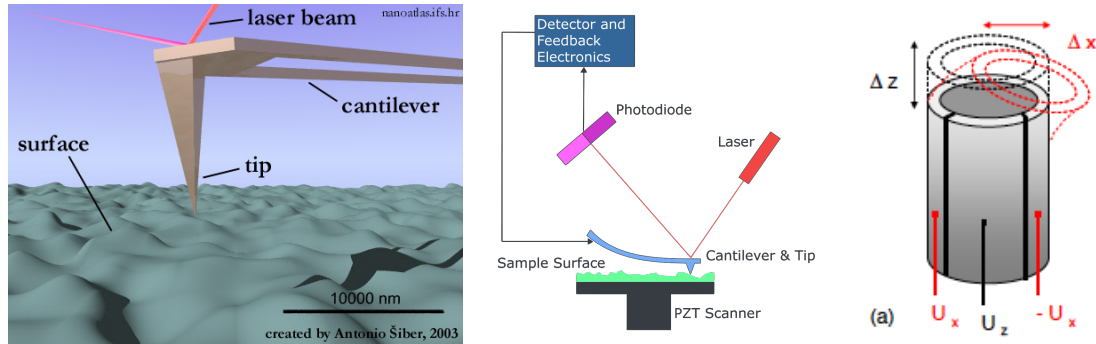 nanoatlas.ifs.hr
laser beam
cantilever
surface
tip
10000 nm
created by Antonio Šiber, 2003
Detector and
Feedback
Electronics
Photodiode
Laser
Cantilever & Tip
Sample Surface
PZT Scanner
Δ x
Δ z
(a)
U x
U z
- U x